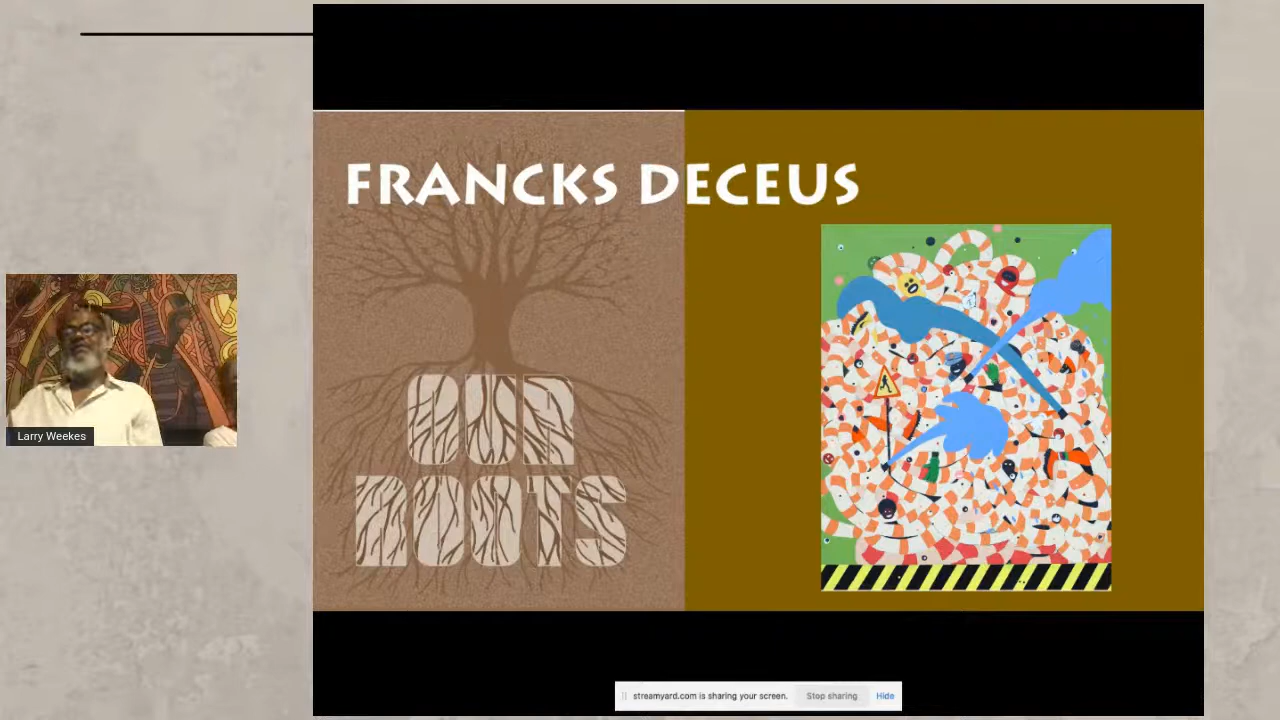 FRANCKS DECEUS
OUR
ROOTS
Larry Weekes
streamyard.com is sharing your screen. Stop sharing Hide